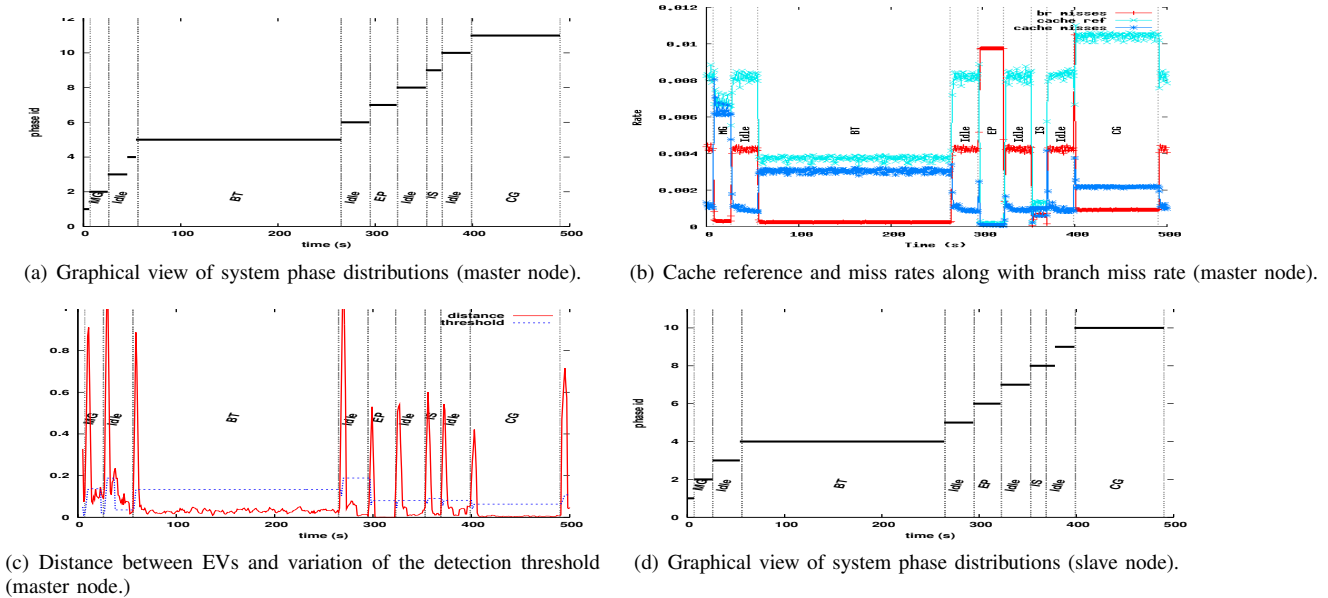 12
10
8
6
4
2
0
phase id
MG
Idle
BT
Idle
EP
Idle
IS
Idle
CG
0 100 200 300 400 500
time (s)
(a) Graphical view of system phase distributions (master node).
0.012
0.01
0.008
0.006
0.004
0.002
0
Rate
br misses
cache ref
cache misses
MG
Idle
BT
Idle
EP
Idle
IS
Idle
CG
0 100 200 300 400 500
Time (s)
(b) Cache reference and miss rates along with branch miss rate (master node).
1
0.8
0.6
0.4
0.2
0
distance
threshold
MG
Idle
BT
Idle
EP
Idle
IS
Idle
CG
0 100 200 300 400 500
time (s)
(c) Distance between EVs and variation of the detection threshold
(master node.)
10
8
6
4
2
0
phase id
MG
Idle
BT
Idle
EP
Idle
IS
Idle
CG
0 100 200 300 400 500
time (s)
(d) Graphical view of system phase distributions (slave node).